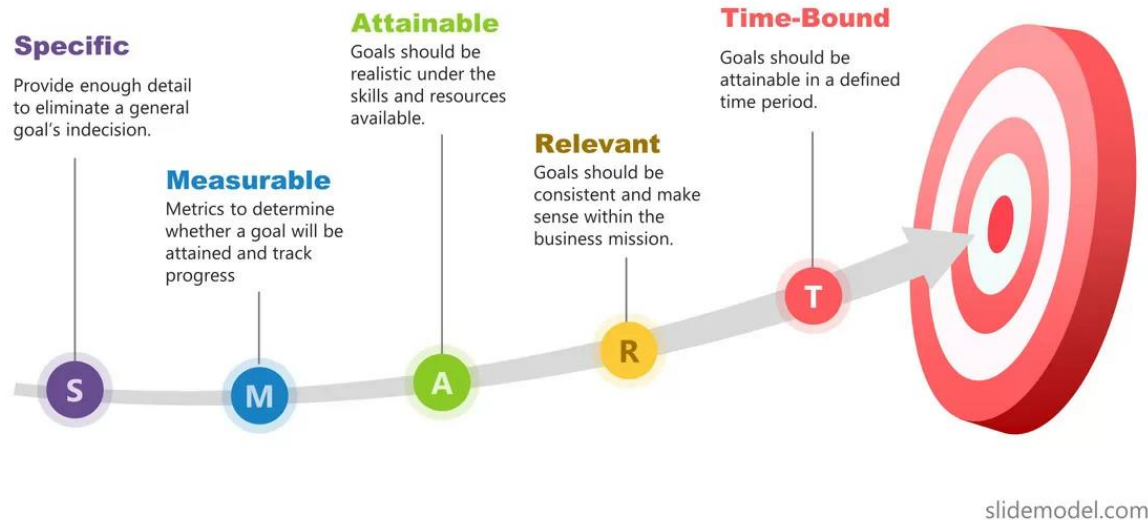 Specific
Provide enough detail
to eliminate a general
goal's indecision.
Measurable
Metrics to determine
whether a goal will be
attained and track
progress
Attainable
Goals should be
realistic under the
skills and resources
available.
Relevant
Goals should be
consistent and make
sense within the
business mission.
Time-Bound
Goals should be
attainable in a defined
time period.
S
M
A
R
T
slidemodel.com